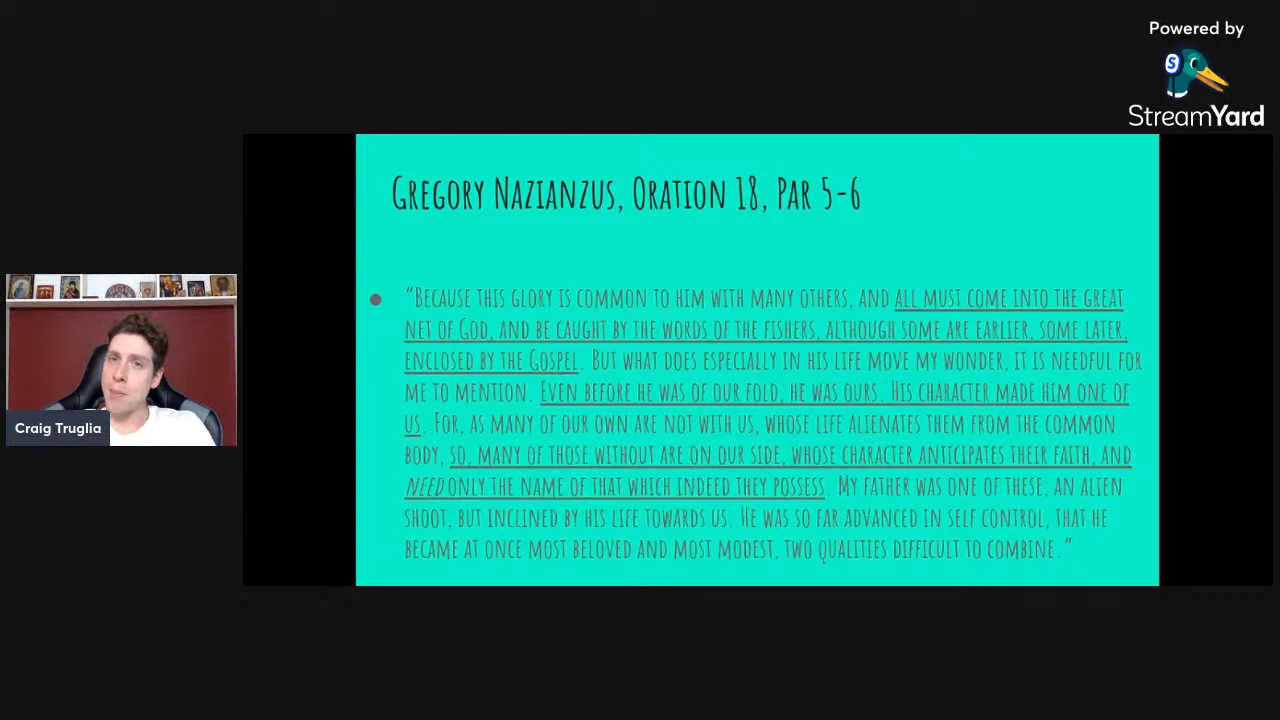 Powered by
S
StreamYard
GREGORY NAZIANZUS, ORATION 18, PAR 5-6
• "BECAUSE THIS GLORY IS COMMON TO HIM WITH MANY OTHERS, AND ALL MUST COME INTO THE GREAT
NET OF GOD, AND BE CAUGHT BY THE WORDS OF THE FISHERS, ALTHOUGH SOME ARE EARLIER, SOME LATER,
ENCLOSED BY THE GOSPEL. BUT WHAT DOES ESPECIALLY IN HIS LIFE MOVE MY WONDER, IT IS NEEDFUL FOR
ME TO MENTION. EVEN BEFORE HE WAS OF OUR FOLD, HE WAS OURS. HIS CHARACTER MADE HIM ONE OF
US. FOR, AS MANY OF OUR OWN ARE NOT WITH US, WHOSE LIFE ALIENATES THEM FROM THE COMMON
BODY, SO, MANY OF THOSE WITHOUT ARE ON OUR SIDE, WHOSE CHARACTER ANTICIPATES THEIR FAITH, AND
NEED ONLY THE NAME OF THAT WHICH INDEED THEY POSSESS. MY FATHER WAS ONE OF THESE, AN ALIEN
SHOOT, BUT INCLINED BY HIS LIFE TOWARDS US. HE WAS SO FAR ADVANCED IN SELF CONTROL, THAT HE
BECAME AT ONCE MOST BELOVED AND MOST MODEST, TWO QUALITIES DIFFICULT TO COMBINE."
Craig Truglia